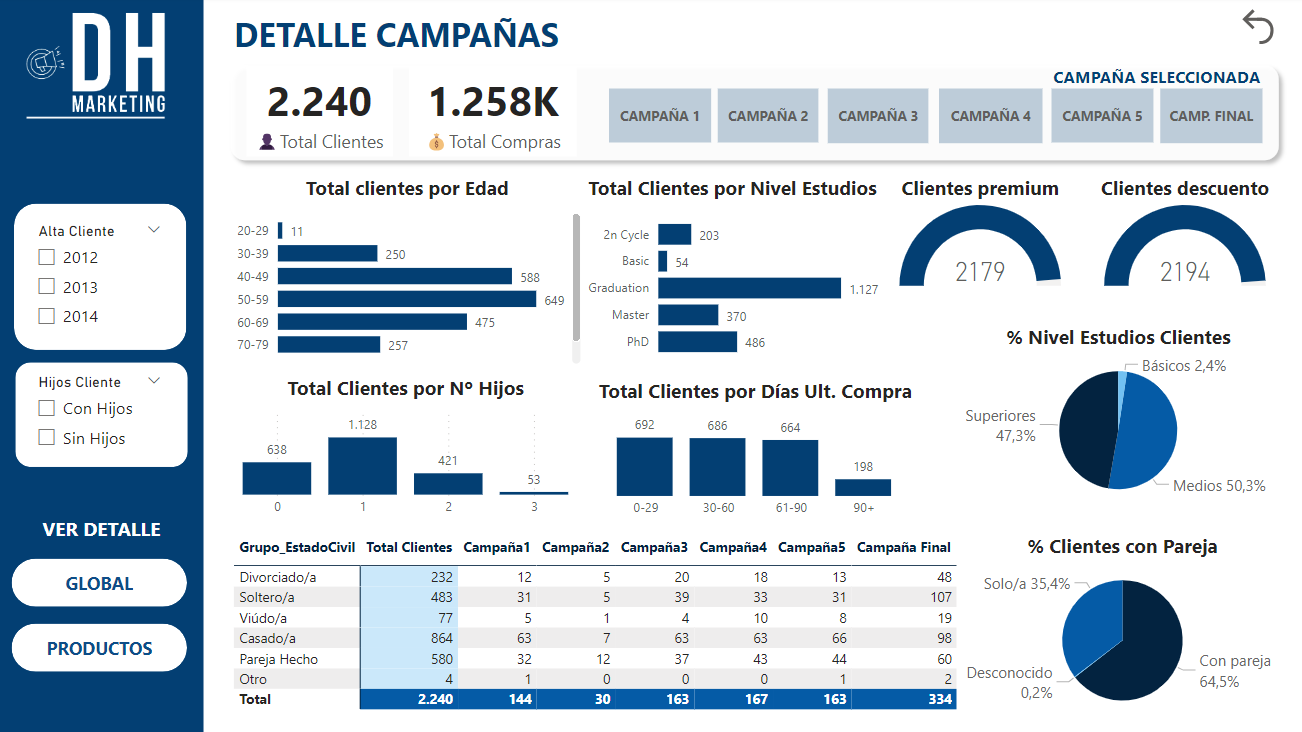 DH
MARKETING
DETALLE CAMPAÑAS
2.240
Total Clientes
1.258K
Total Compras
CAMPAÑA SELECCIONADA
CAMPAÑA 1
CAMPAÑA 2
CAMPAÑA 3
CAMPAÑA 4
CAMPAÑA 5
CAMP. FINAL
Alta Cliente
2012
2013
2014
Hijos Cliente
Con Hijos
Sin Hijos
VER DETALLE
GLOBAL
PRODUCTOS
Total clientes por Edad
20-29 11
30-39 250
40-49 588
50-59 649
60-69 475
70-79 257
Total Clientes por Nivel Estudios
2n Cycle 203
Basic 54
Graduation 1.127
Master 370
PhD 486
Clientes premium
2179
Clientes descuento
2194
Total Clientes por Nº Hijos
638 1.128 421 53
0 1 2 3
Total Clientes por Días Ult. Compra
692 686 664 198
0-29 30-60 61-90 90+
% Nivel Estudios Clientes
Básicos 2,4%
Superiores
47,3%
Medios 50,3%
Grupo_EstadoCivil Total Clientes Campaña1 Campaña2 Campaña3 Campaña4 Campaña5 Campaña Final
Divorciado/a 232 12 5 20 18 13 48
Soltero/a 483 31 5 39 33 31 107
Viúdo/a 77 5 1 4 10 8 19
Casado/a 864 63 7 63 63 66 98
Pareja Hecho 580 32 12 37 43 44 60
Otro 4 1 0 0 0 1 2
Total 2.240 144 30 163 167 163 334
% Clientes con Pareja
Solo/a 35,4%
Desconocido
0,2%
Con pareja
64,5%